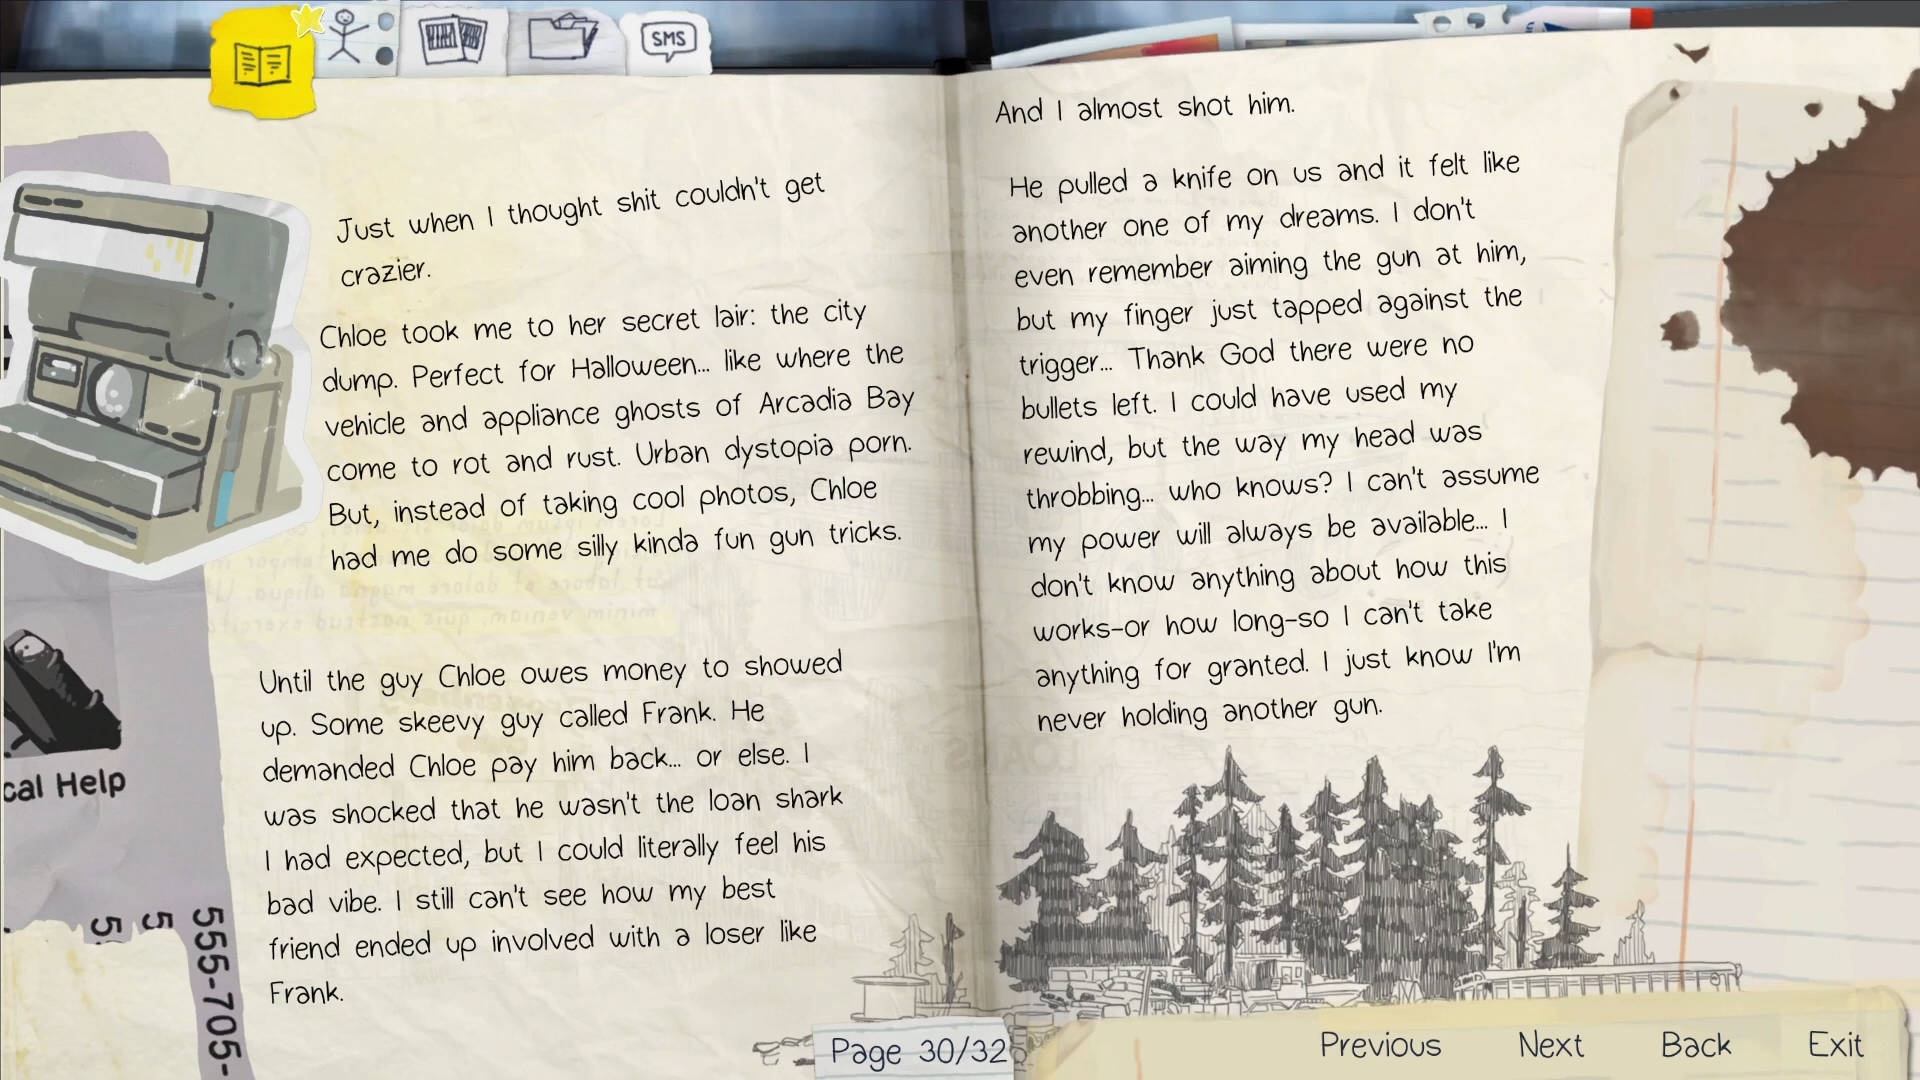 SMS
Just when I thought shit couldn't get
crazier.
Chloe took me to her secret lair: the city
dump. Perfect for Halloween... like where the
vehicle and appliance ghosts of Arcadia Bay
come to rot and rust. Urban dystopia porn.
But, instead of taking cool photos, Chloe
had me do some silly kinda fun gun tricks.
Until the guy Chloe owes money to showed
up. Some skeevy guy called Frank. He
demanded Chloe pay him back... or else. I
was shocked that he wasn't the loan shark
I had expected, but I could literally feel his
bad vibe. I still can't see how my best
friend ended up involved with a loser like
Frank.
cal Help
555-705-
5
5
And I almost shot him.
He pulled a knife on us and it felt like
another one of my dreams. I don't
even remember aiming the gun at him,
but my finger just tapped against the
trigger... Thank God there were no
bullets left. I could have used my
rewind, but the way my head was
throbbing... who knows? I can't assume
my power will always be available... I
don't know anything about how this
works-or how long-so I can't take
anything for granted. I just know I'm
never holding another gun.
Page 30/32
Previous Next Back Exit